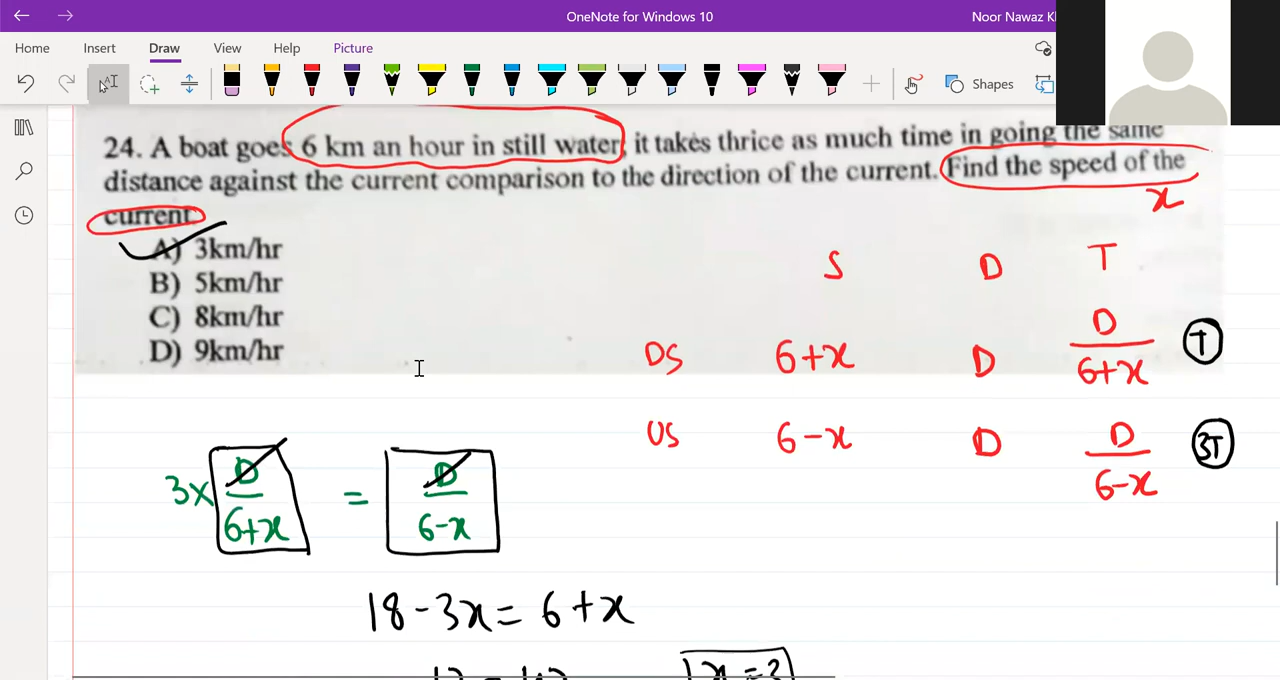 OneNote for Windows 10
Noor Nawaz
Home Insert Draw View Help Picture
Shapes
24. A boat goes 6 km an hour in still water, it takes thrice as much time in going the same
distance against the current comparison to the direction of the current. Find the speed of the
current
x
A) 3km/hr
B) 5km/hr
C) 8km/hr
D) 9km/hr
S D T
DS 6+x D D/6+x T
US 6-x D D/6-x 3T
3x D/6+x = D/6-x
18-3x = 6+x
x=3